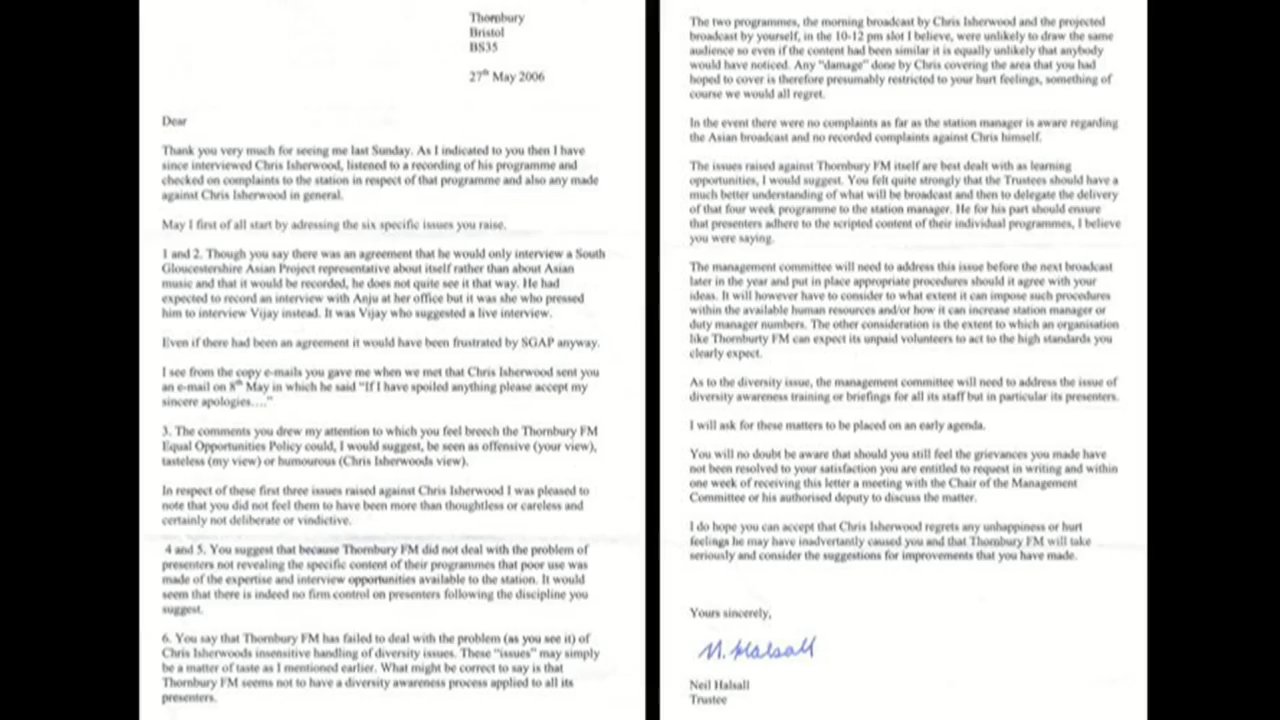 Thornbury
Bristol
BS35
27th May 2006
Dear
Thank you very much for seeing me last Sunday. As I indicated to you then I have
since interviewed Chris Isherwood, listened to a recording of his programme and
checked on complaints to the station in respect of that programme and also any made
against Chris Isherwood in general.
May I first of all start by adressing the six specific issues you raise.
1 and 2. Though you say there was an agreement that he would only interview a South
Gloucestershire Asian Project representative about itself rather than about Asian
music and that it would be recorded, he does not quite see it that way. He had
expected to record an interview with Anju at her office but it was she who pressed
him to interview Vijay instead. It was Vijay who suggested a live interview.
Even if there had been an agreement it would have been frustrated by SGAP anyway.
I see from the copy e-mails you gave me when we met that Chris Isherwood sent you
an e-mail on 8th May in which he said "If I have spoiled anything please accept my
sincere apologies...."
3. The comments you drew my attention to which you feel breech the Thornbury FM
Equal Opportunities Policy could, I would suggest, be seen as offensive (your view),
tasteless (my view) or humourous (Chris Isherwoods view).
In respect of these first three issues raised against Chris Isherwood I was pleased to
note that you did not feel them to have been more than thoughtless or careless and
certainly not deliberate or vindictive.
4 and 5. You suggest that because Thornbury FM did not deal with the problem of
presenters not revealing the specific content of their programmes that poor use was
made of the expertise and interview opportunities available to the station. It would
seem that there is indeed no firm control on presenters following the discipline you
suggest.
6. You say that Thornbury FM has failed to deal with the problem (as you see it) of
Chris Isherwoods insensitive handling of diversity issues. These "issues" may simply
be a matter of taste as I mentioned earlier. What might be correct to say is that
Thornbury FM seems not to have a diversity awareness process applied to all its
presenters.
The two programmes, the morning broadcast by Chris Isherwood and the projected
broadcast by yourself, in the 10-12 pm slot I believe, were unlikely to draw the same
audience so even if the content had been similar it is equally unlikely that anybody
would have noticed. Any "damage" done by Chris covering the area that you had
hoped to cover is therefore presumably restricted to your hurt feelings, something of
course we would all regret.
In the event there were no complaints as far as the station manager is aware regarding
the Asian broadcast and no recorded complaints against Chris himself.
The issues raised against Thornbury FM itself are best dealt with as learning
opportunities, I would suggest. You felt quite strongly that the Trustees should have a
much better understanding of what will be broadcast and then to delegate the delivery
of that four week programme to the station manager. He for his part should ensure
that presenters adhere to the scripted content of their individual programmes, I believe
you were saying.
The management committee will need to address this issue before the next broadcast
later in the year and put in place appropriate procedures should it agree with your
ideas. It will however have to consider to what extent it can impose such procedures
within the available human resources and/or how it can increase station manager or
duty manager numbers. The other consideration is the extent to which an organisation
like Thornburty FM can expect its unpaid volunteers to act to the high standards you
clearly expect.
As to the diversity issue, the management committee will need to address the issue of
diversity awareness training or briefings for all its staff but in particular its presenters.
I will ask for these matters to be placed on an early agenda.
You will no doubt be aware that should you still feel the grievances you made have
not been resolved to your satisfaction you are entitled to request in writing and within
one week of receiving this letter a meeting with the Chair of the Management
Committee or his authorised deputy to discuss the matter.
I do hope you can accept that Chris Isherwood regrets any unhappiness or hurt
feelings he may have inadvertantly caused you and that Thornbury FM will take
seriously and consider the suggestions for improvements that you have made.
Yours sincerely,
N. Halsall
Neil Halsall
Trustee